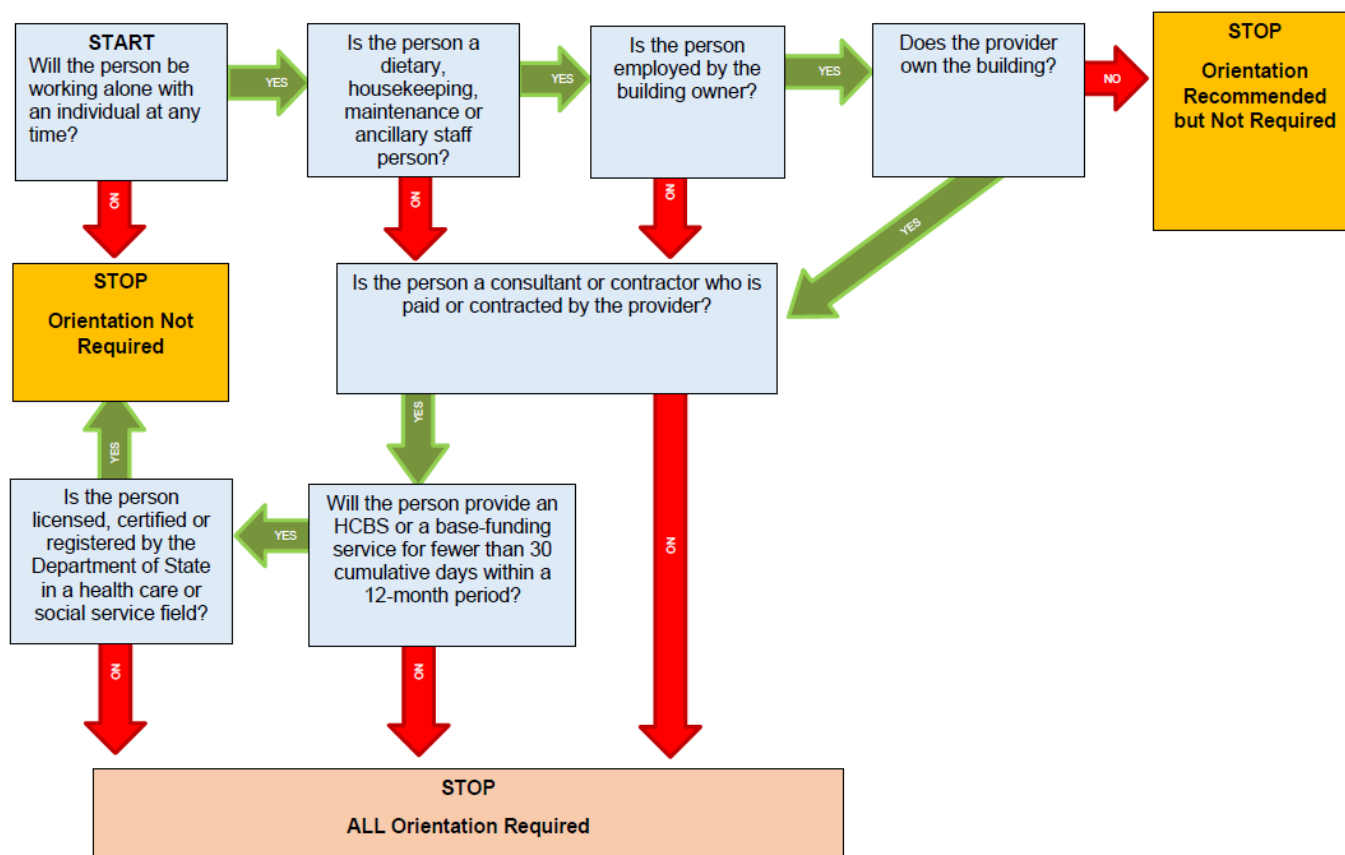 START
Will the person be
working alone with
an individual at any
time?
YES
Is the person a
dietary,
housekeeping,
maintenance or
ancillary staff
person?
YES
Is the person
employed by the
building owner?
YES
Does the provider
own the building?
NO
STOP
Orientation
Recommended
but Not Required
NO
NO
NO
YES
STOP
Orientation Not
Required
Is the person a consultant or contractor who is
paid or contracted by the provider?
YES
YES
NO
Is the person
licensed, certified or
registered by the
Department of State
in a health care or
social service field?
YES
Will the person provide an
HCBS or a base-funding
service for fewer than 30
cumulative days within a
12-month period?
NO
NO
STOP
ALL Orientation Required